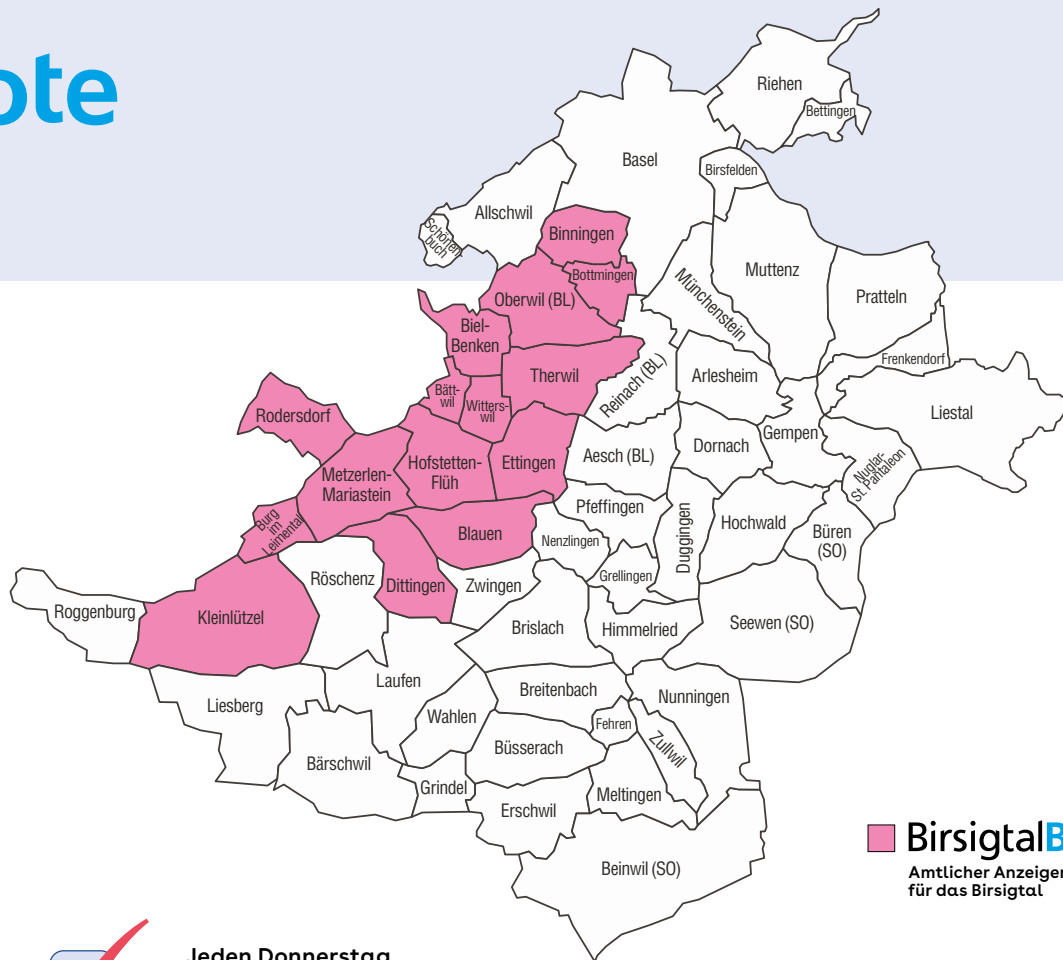 ote
Riehen
Bettingen
Basel
Birsfelden
Allschwil
Schönen-
buch
Binningen
Muttenz
Bottmingen
Oberwil (BL)
Münchenstein
Pratteln
Biel-
Benken
Frenkendorf
Therwil
Reinach (BL)
Arlesheim
Bätt-
wil
Witters-
wil
Rodersdorf
Liestal
Gempen
Dornach
Aesch (BL)
Ettingen
Hofstetten-
Flüh
Metzerlen-
Mariastein
Nuglar-
St. Pantaleon
Pfeffingen
Duggingen
Hochwald
Büren
(SO)
Burg
im
Leimental
Blauen
Nenzlingen
Röschenz
Dittingen
Zwingen
Grellingen
Roggenburg
Kleinlützel
Brislach
Himmelried
Seewen (SO)
Laufen
Breitenbach
Nunningen
Liesberg
Wahlen
Fehren
Büsserach
Zullwil
Bärschwil
Grindel
Meltingen
Erschwil
Beinwil (SO)
BirsigtalB
Amtlicher Anzeiger
für das Birsigtal
Jeden Donnerstag